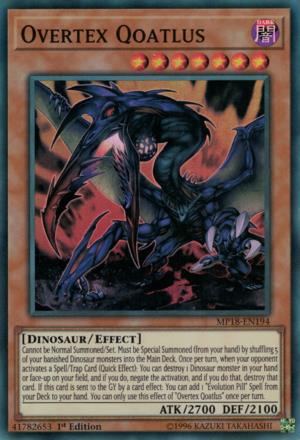 OVERTEX QOATLUS
DARK
闇
MP18-EN194
[DINOSAUR/EFFECT]
Cannot be Normal Summoned/Set. Must be Special Summoned (from your hand) by shuffling 5
of your banished Dinosaur monsters into the Main Deck. Once per turn, when your opponent
activates a Spell/Trap Card (Quick Effect): You can destroy 1 Dinosaur monster in your hand
or face-up on your field, and if you do, negate the activation, and if you do that, destroy that
card. If this card is sent to the GY by a card effect: You can add 1 "Evolution Pill" Spell from
your Deck to your hand. You can only use this effect of "Overtex Qoatlus" once per turn.
ATK/2700 DEF/2100
41782653 1st Edition ©1996 KAZUKI TAKAHASHI